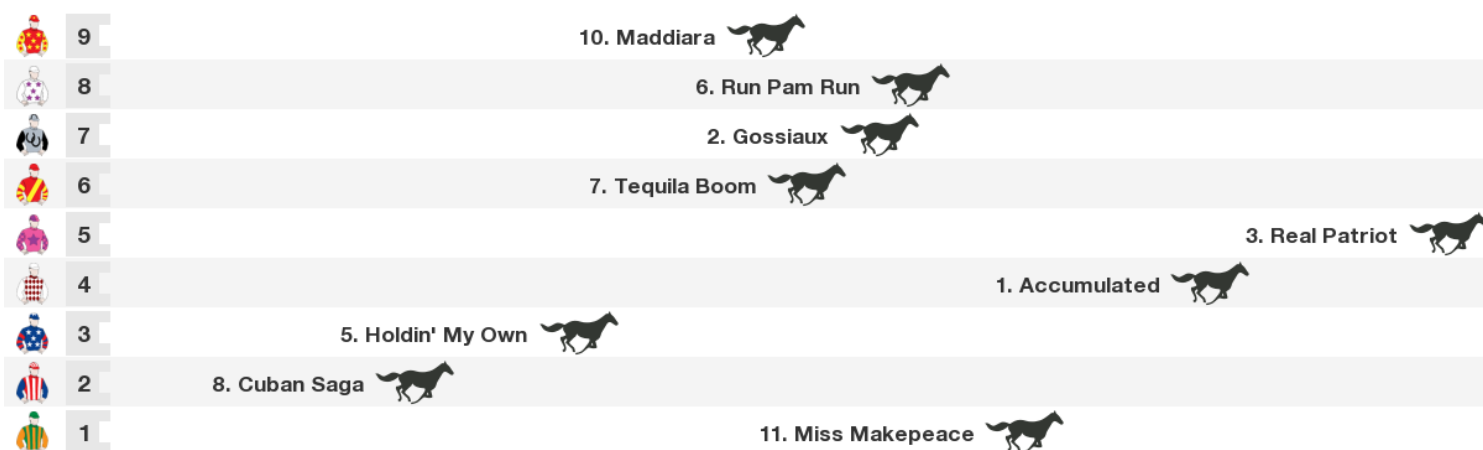 9 10. Maddiara
8 6. Run Pam Run
7 2. Gossiaux
6 7. Tequila Boom
5 3. Real Patriot
4 1. Accumulated
3 5. Holdin' My Own
2 8. Cuban Saga
1 11. Miss Makepeace